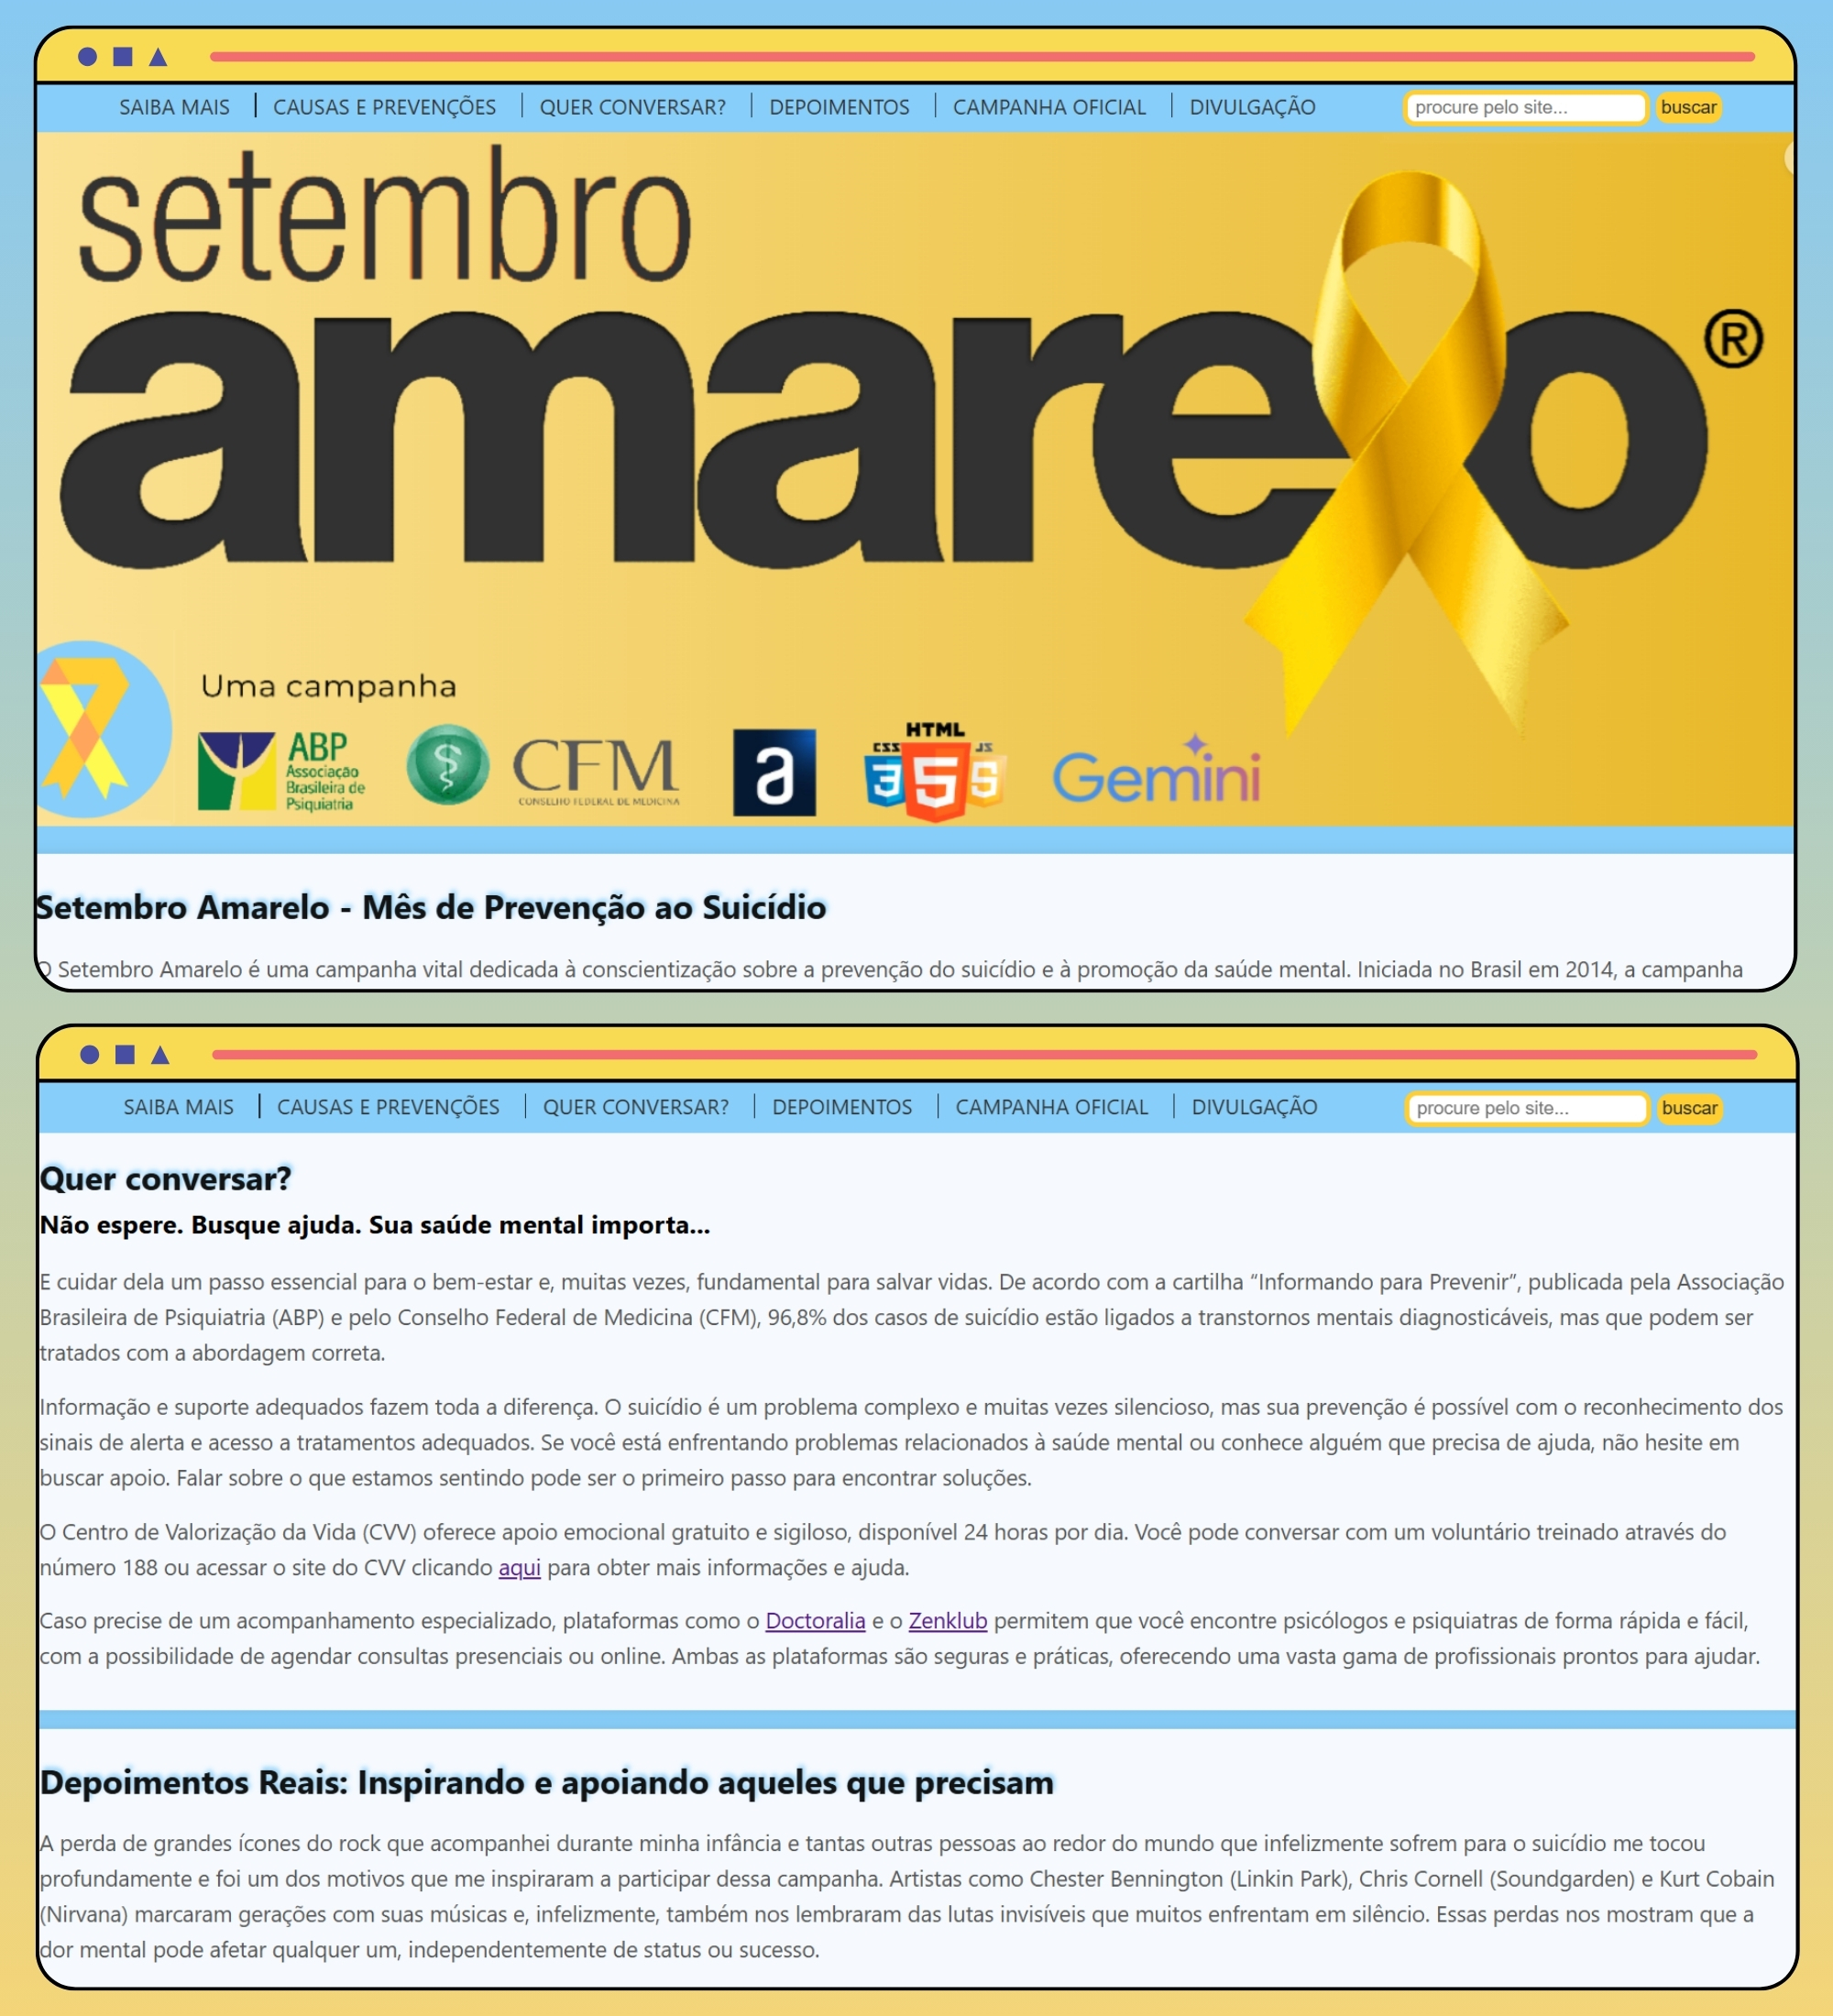 SAIBA MAIS
CAUSAS E PREVENÇÕES
QUER CONVERSAR?
DEPOIMENTOS
CAMPANHA OFICIAL
DIVULGAÇÃO
procure pelo site...
buscar
setembro
amarelo®
Uma campanha
ABP
Associação
Brasileira de
Psiquiatria
CFM
CONSELHO FEDERAL DE MEDICINA
a
HTML
CSS
JS
3
5
5
Gemini
Setembro Amarelo - Mês de Prevenção ao Suicídio
O Setembro Amarelo é uma campanha vital dedicada à conscientização sobre a prevenção do suicídio e à promoção da saúde mental. Iniciada no Brasil em 2014, a campanha
SAIBA MAIS
CAUSAS E PREVENÇÕES
QUER CONVERSAR?
DEPOIMENTOS
CAMPANHA OFICIAL
DIVULGAÇÃO
procure pelo site...
buscar
Quer conversar?
Não espere. Busque ajuda. Sua saúde mental importa...
E cuidar dela um passo essencial para o bem-estar e, muitas vezes, fundamental para salvar vidas. De acordo com a cartilha “Informando para Prevenir”, publicada pela Associação
Brasileira de Psiquiatria (ABP) e pelo Conselho Federal de Medicina (CFM), 96,8% dos casos de suicídio estão ligados a transtornos mentais diagnosticáveis, mas que podem ser
tratados com a abordagem correta.
Informação e suporte adequados fazem toda a diferença. O suicídio é um problema complexo e muitas vezes silencioso, mas sua prevenção é possível com o reconhecimento dos
sinais de alerta e acesso a tratamentos adequados. Se você está enfrentando problemas relacionados à saúde mental ou conhece alguém que precisa de ajuda, não hesite em
buscar apoio. Falar sobre o que estamos sentindo pode ser o primeiro passo para encontrar soluções.
O Centro de Valorização da Vida (CVV) oferece apoio emocional gratuito e sigiloso, disponível 24 horas por dia. Você pode conversar com um voluntário treinado através do
número 188 ou acessar o site do CVV clicando aqui para obter mais informações e ajuda.
Caso precise de um acompanhamento especializado, plataformas como o Doctoralia e o Zenklub permitem que você encontre psicólogos e psiquiatras de forma rápida e fácil,
com a possibilidade de agendar consultas presenciais ou online. Ambas as plataformas são seguras e práticas, oferecendo uma vasta gama de profissionais prontos para ajudar.
Depoimentos Reais: Inspirando e apoiando aqueles que precisam
A perda de grandes ícones do rock que acompanhei durante minha infância e tantas outras pessoas ao redor do mundo que infelizmente sofrem para o suicídio me tocou
profundamente e foi um dos motivos que me inspiraram a participar dessa campanha. Artistas como Chester Bennington (Linkin Park), Chris Cornell (Soundgarden) e Kurt Cobain
(Nirvana) marcaram gerações com suas músicas e, infelizmente, também nos lembraram das lutas invisíveis que muitos enfrentam em silêncio. Essas perdas nos mostram que a
dor mental pode afetar qualquer um, independentemente de status ou sucesso.